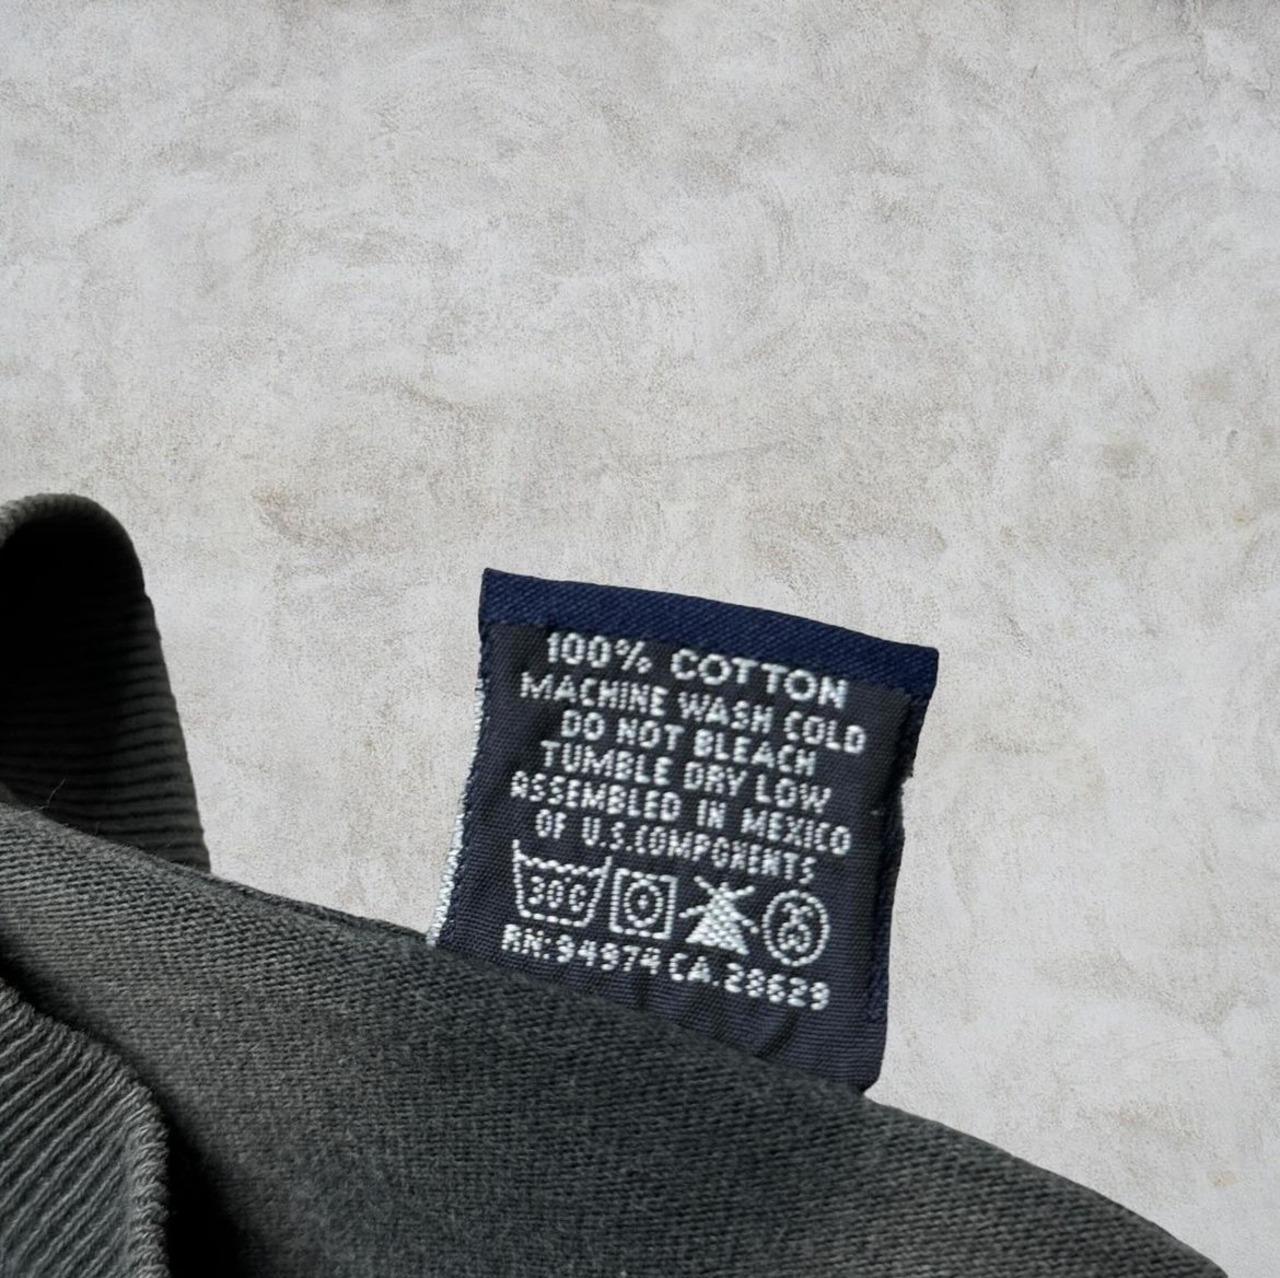 100% COTTON
MACHINE WASH COLD
DO NOT BLEACH
TUMBLE DRY LOW
ASSEMBLED IN MEXICO
OF U.S.COMPONENTS
30C
RN:94974 CA.28629